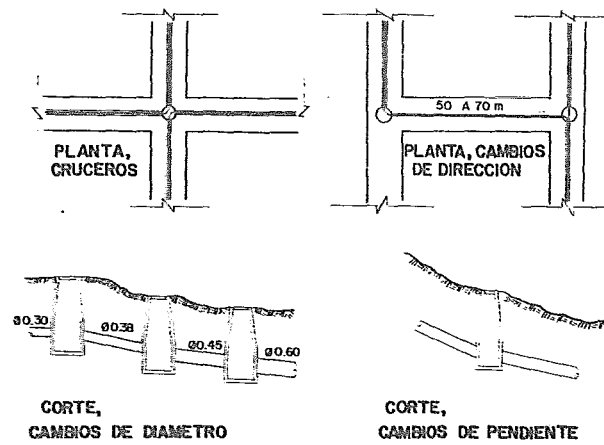 50 A 70 m
PLANTA,
CRUCEROS
PLANTA, CAMBIOS
DE DIRECCION
Ø0.30
Ø0.38
Ø0.45
Ø0.60
CORTE,
CAMBIOS DE DIAMETRO
CORTE,
CAMBIOS DE PENDIENTE